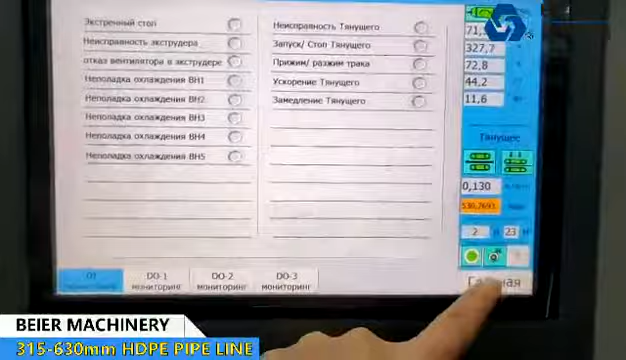 Экстренный стоп
Неисправность экструдера
отказ вентилятора в экструдере
Неполадка охлаждения ВН1
Неполадка охлаждения ВН2
Неполадка охлаждения ВН3
Неполадка охлаждения ВН4
Неполадка охлаждения ВН5
Неисправность Тянущего
Запуск/ Стоп Тянущего
Прижим/ разжим трака
Ускорение Тянущего
Замедление Тянущего
327,7
72,8
44,2
11,6
Тянущее
0,130
530,7693
2 23
мониторинг
DO-1
мониторинг
DO-2
мониторинг
DO-3
мониторинг
BEIER MACHINERY
315-630mm HDPE PIPE LINE